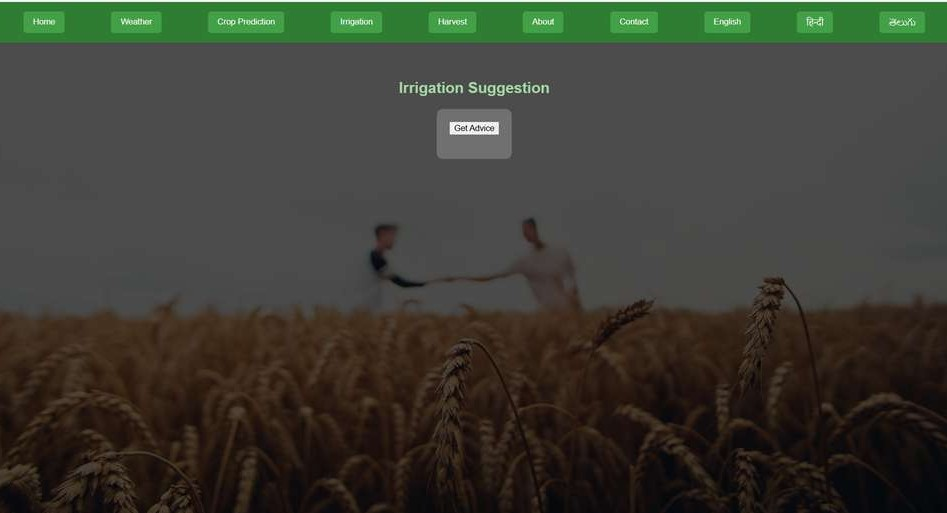 Home Weather Crop Prediction Irrigation Harvest About Contact English हिन्दी తెలుగు
Irrigation Suggestion
Get Advice